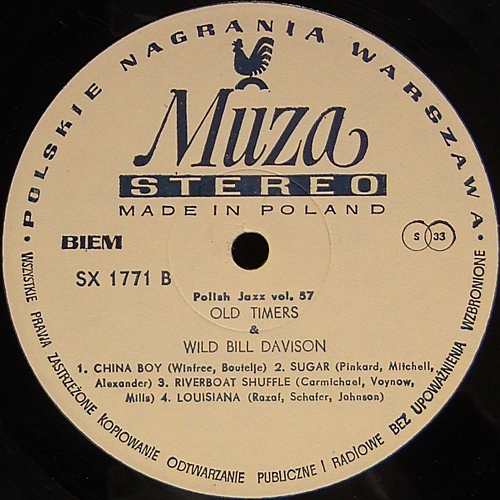 • POLSKIE NAGRANIA WARSZAWA •
Muza
STEREO
MADE IN POLAND
BIEM
S 33
SX 1771 B
Polish Jazz vol. 57
OLD TIMERS
&
WILD BILL DAVISON
1. CHINA BOY (Winfree, Boutelje) 2. SUGAR (Pinkard, Mitchell,
Alexander) 3. RIVERBOAT SHUFFLE (Carmichael, Voynow,
Mills) 4. LOUISIANA (Razaf, Schafer, Johnson)
WSZYSTKIE PRAWA ZASTRZEŻONE KOPIOWANIE ODTWARZANIE PUBLICZNE I RADIOWE BEZ UPOWAŻNIENIA WZBRONIONE